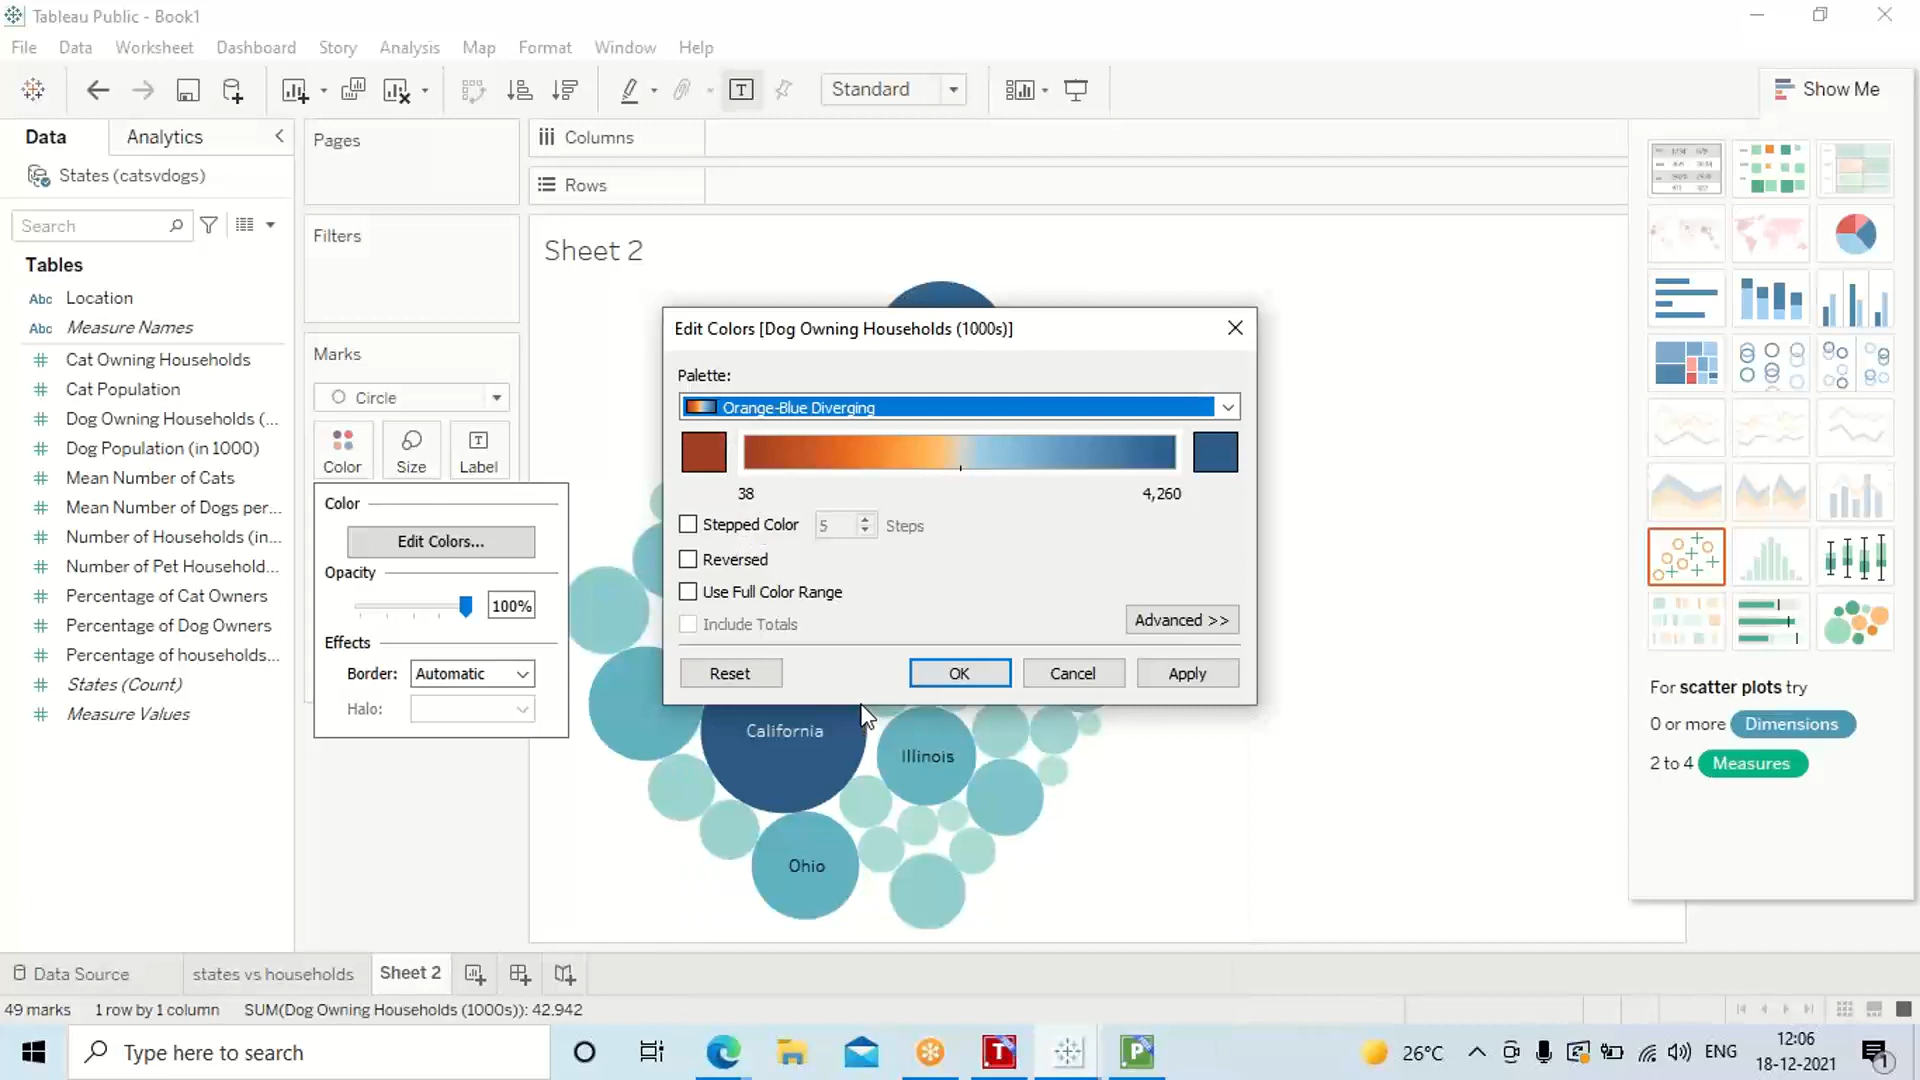 Tableau Public - Book1
File Data Worksheet Dashboard Story Analysis Map Format Window Help
Standard
Show Me
Data Analytics
States (catsvdogs)
Search
Tables
Abc Location
Abc Measure Names
Cat Owning Households
Cat Population
Dog Owning Households (...
Dog Population (in 1000)
Mean Number of Cats
Mean Number of Dogs per...
Number of Households (in...
Number of Pet Household...
Percentage of Cat Owners
Percentage of Dog Owners
Percentage of households...
States (Count)
Measure Values
Pages
Filters
Marks
Circle
Color Size Label
Color
Edit Colors...
Opacity
100%
Effects
Border: Automatic
Halo:
Columns
Rows
Sheet 2
Edit Colors [Dog Owning Households (1000s)]
Palette:
Orange-Blue Diverging
38 4,260
Stepped Color 5 Steps
Reversed
Use Full Color Range
Include Totals
Advanced >>
Reset OK Cancel Apply
California
Illinois
Ohio
For scatter plots try
0 or more Dimensions
2 to 4 Measures
Data Source states vs households Sheet 2
49 marks 1 row by 1 column SUM(Dog Owning Households (1000s)): 42.942
Type here to search
T
P
26°C
ENG
12:06
18-12-2021
1